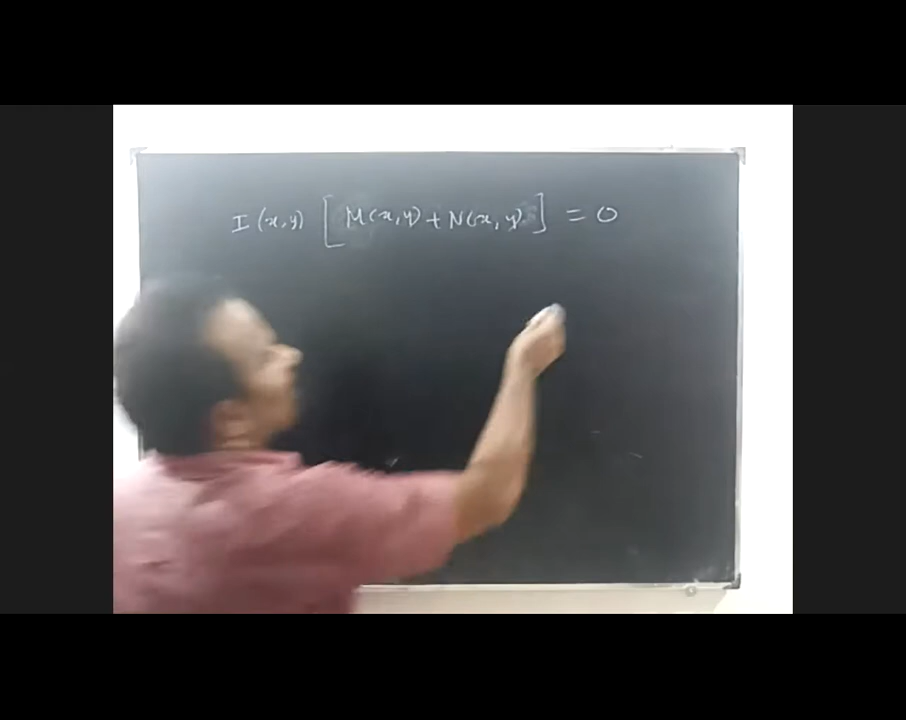 I (x, y) [ M(x, y) + N(x, y) ] = 0